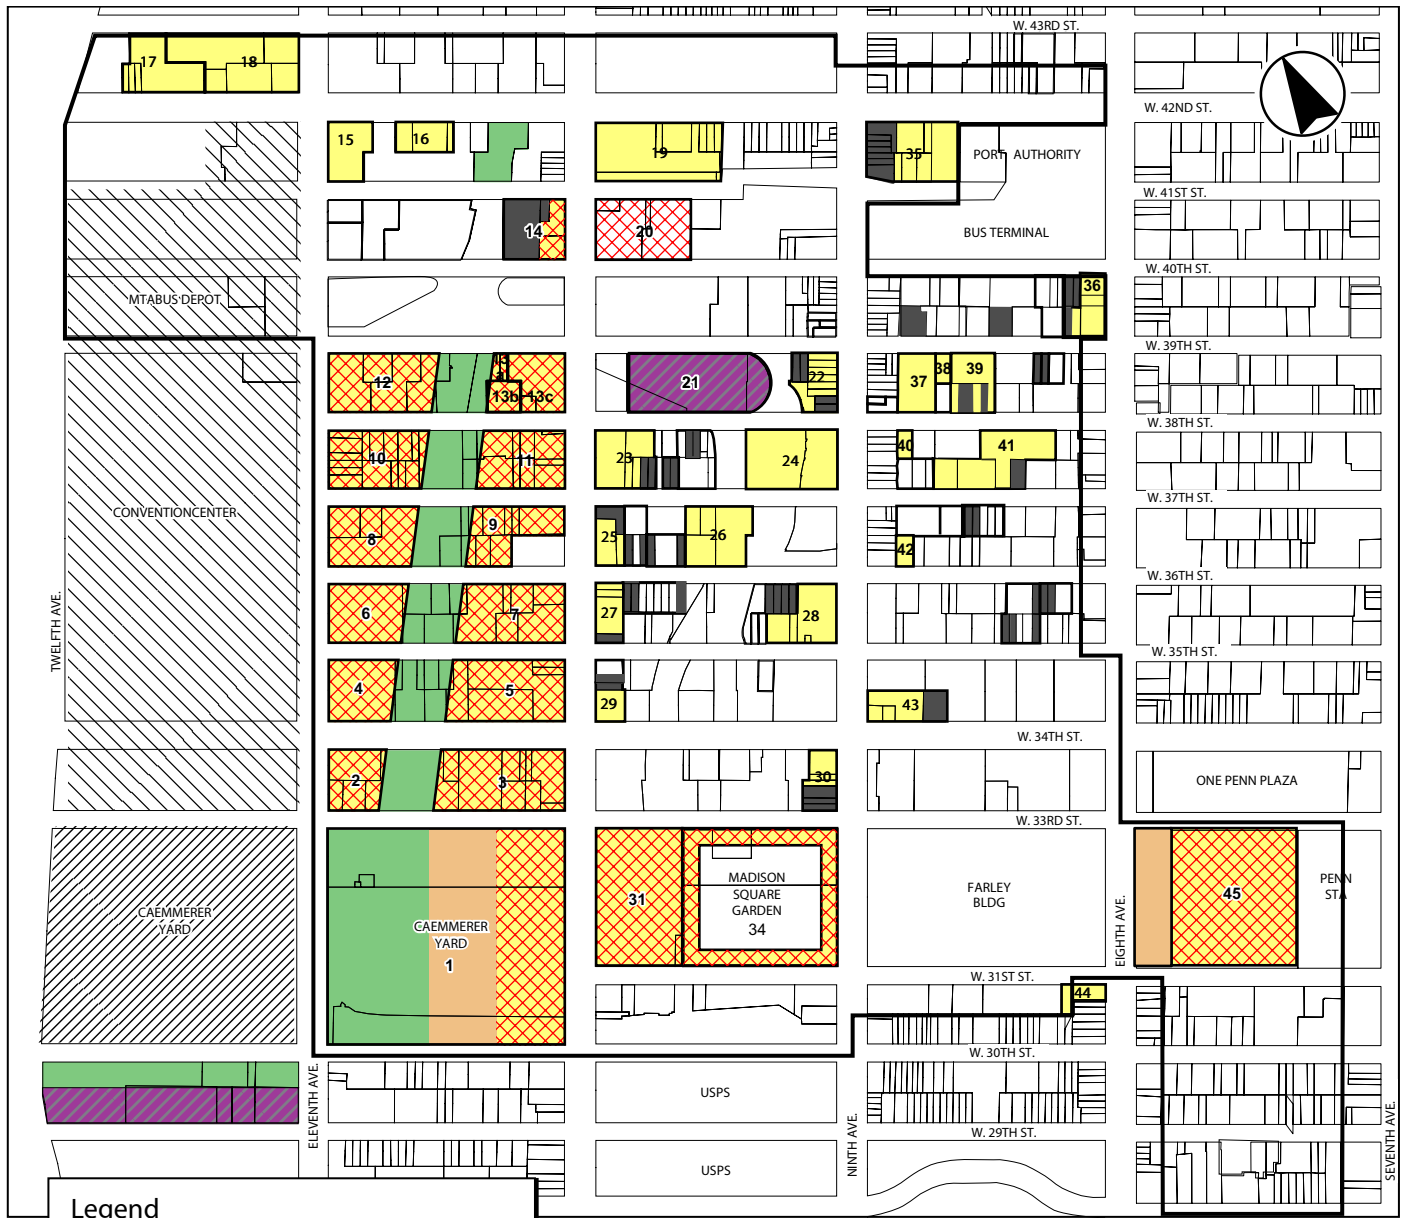 W. 43RD ST.
17
18
W. 42ND ST.
15
16
19
35
PORT AUTHORITY
W. 41ST ST.
14
20
BUS TERMINAL
W. 40TH ST.
MTABUS DEPOT
36
W. 39TH ST.
12
13
a
13b
13c
21
22
37
38
39
W. 38TH ST.
10
11
23
24
40
41
W. 37TH ST.
CONVENTIONCENTER
8
9
25
26
42
W. 36TH ST.
6
7
27
28
TWELFTH AVE.
W. 35TH ST.
4
5
29
43
W. 34TH ST.
2
3
30
ONE PENN PLAZA
W. 33RD ST.
CAEMMERER
YARD
CAEMMERER
YARD
1
31
MADISON
SQUARE
GARDEN
34
FARLEY
BLDG
EIGHTH AVE.
45
PENN
STA
W. 31ST ST.
44
W. 30TH ST.
ELEVENTH AVE.
USPS
NINTH AVE.
W. 29TH ST.
SEVENTH AVE.
USPS
Legend